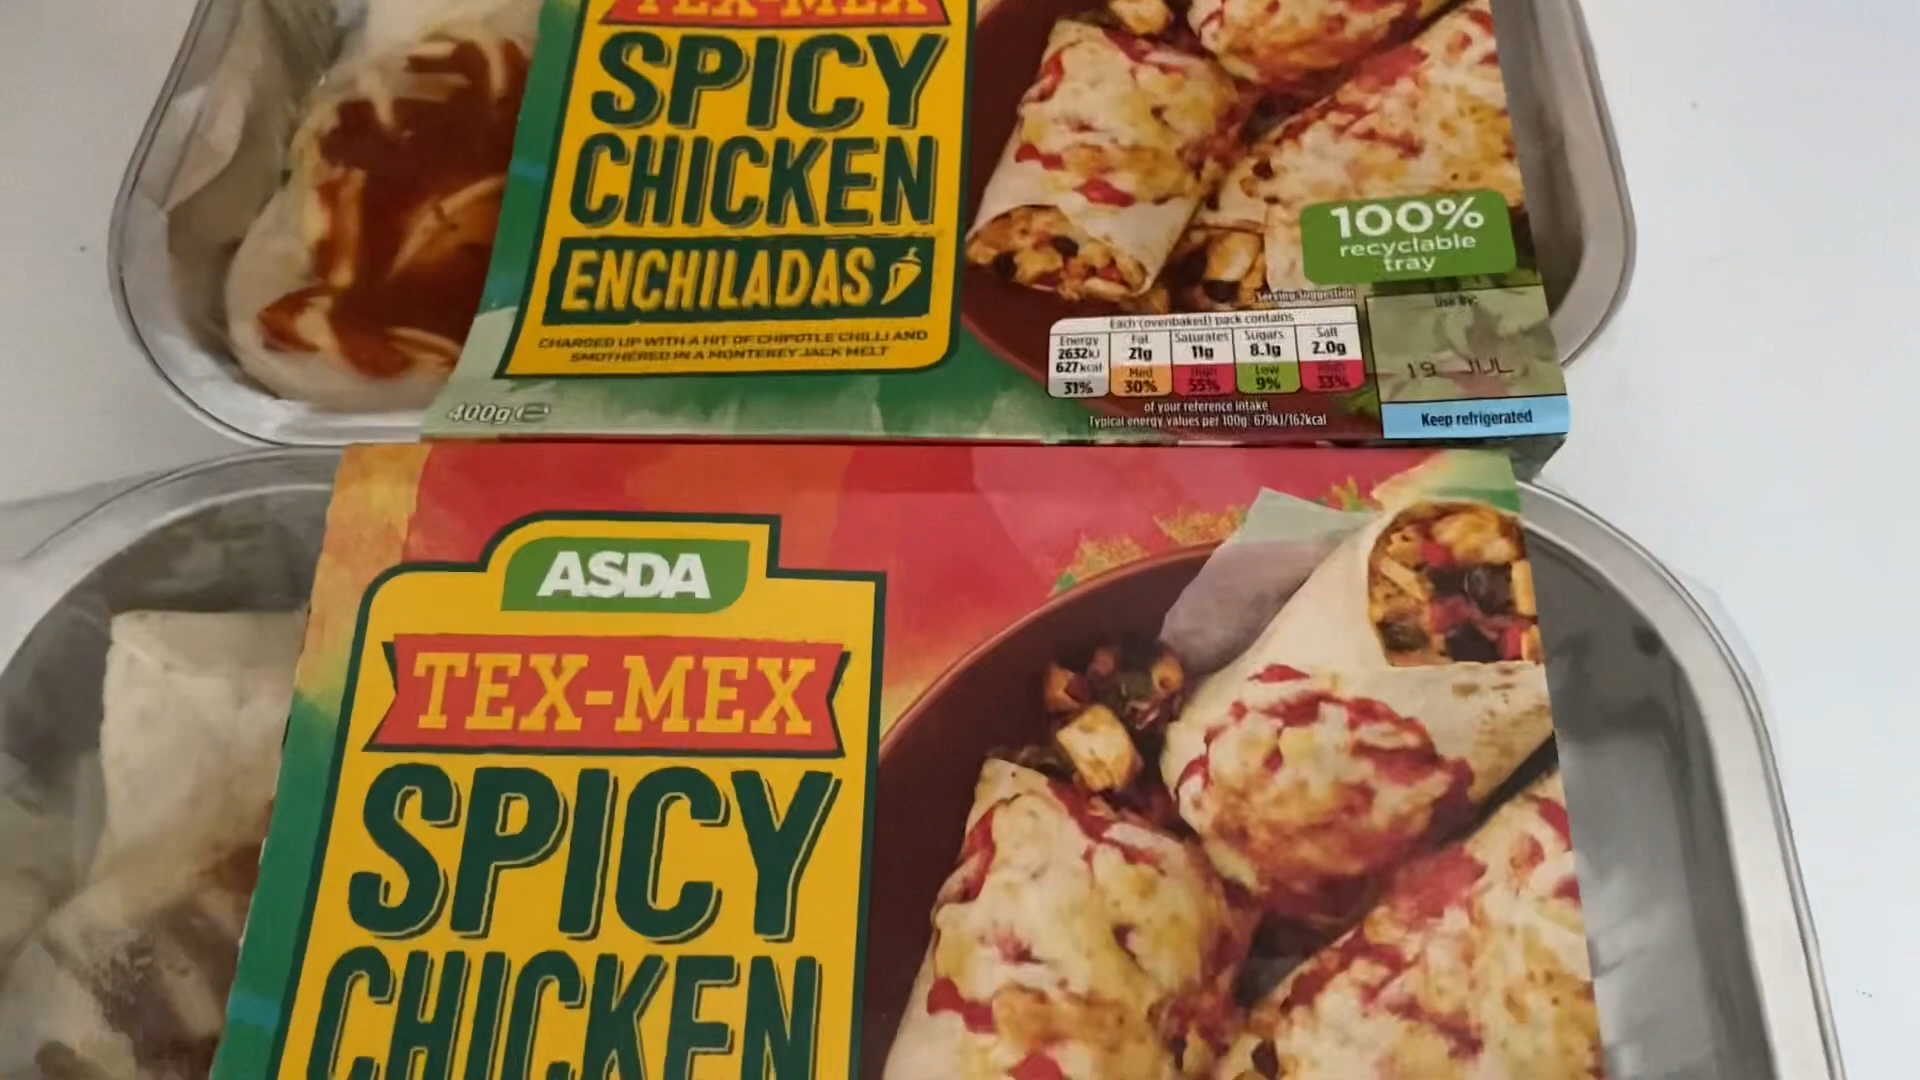 TEX-MEX
SPICY
CHICKEN
ENCHILADAS
CHARGED UP WITH A HIT OF CHIPOTLE CHILLI AND
SMOTHERED IN A MONTEREY JACK MELT
400g℮
100%
recyclable
tray
Serving Suggestion
Each (ovenbaked) pack contains
Energy Fat Saturates Sugars Salt
2632kJ 21g 11g 8.1g 2.0g
627kcal Med High Low High
31% 30% 55% 9% 33%
of your reference intake
Typical energy values per 100g: 679kJ/162kcal
Use By:
19 JUL
Keep refrigerated
ASDA
TEX-MEX
SPICY
CHICKEN